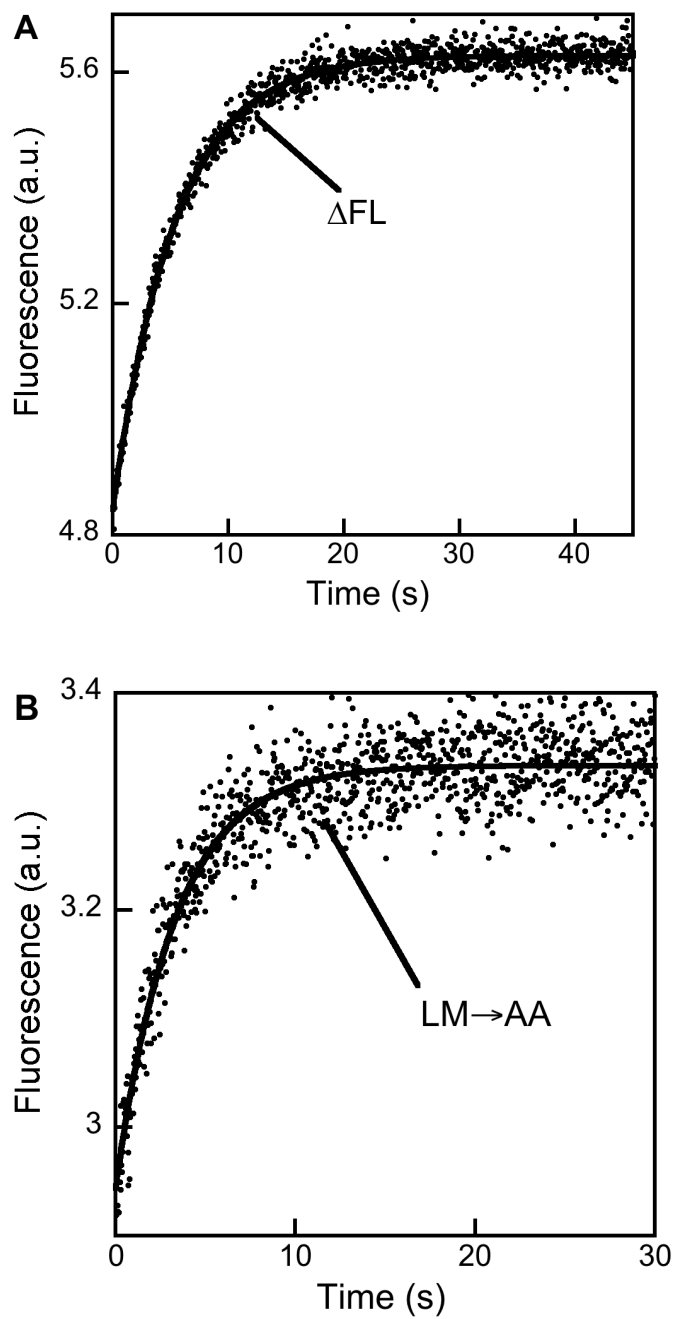 A
5.6
5.2
4.8
Fluorescence (a.u.)
ΔFL
0 10 20 30 40
Time (s)
B
3.4
3.2
3
Fluorescence (a.u.)
LM→AA
0 10 20 30
Time (s)